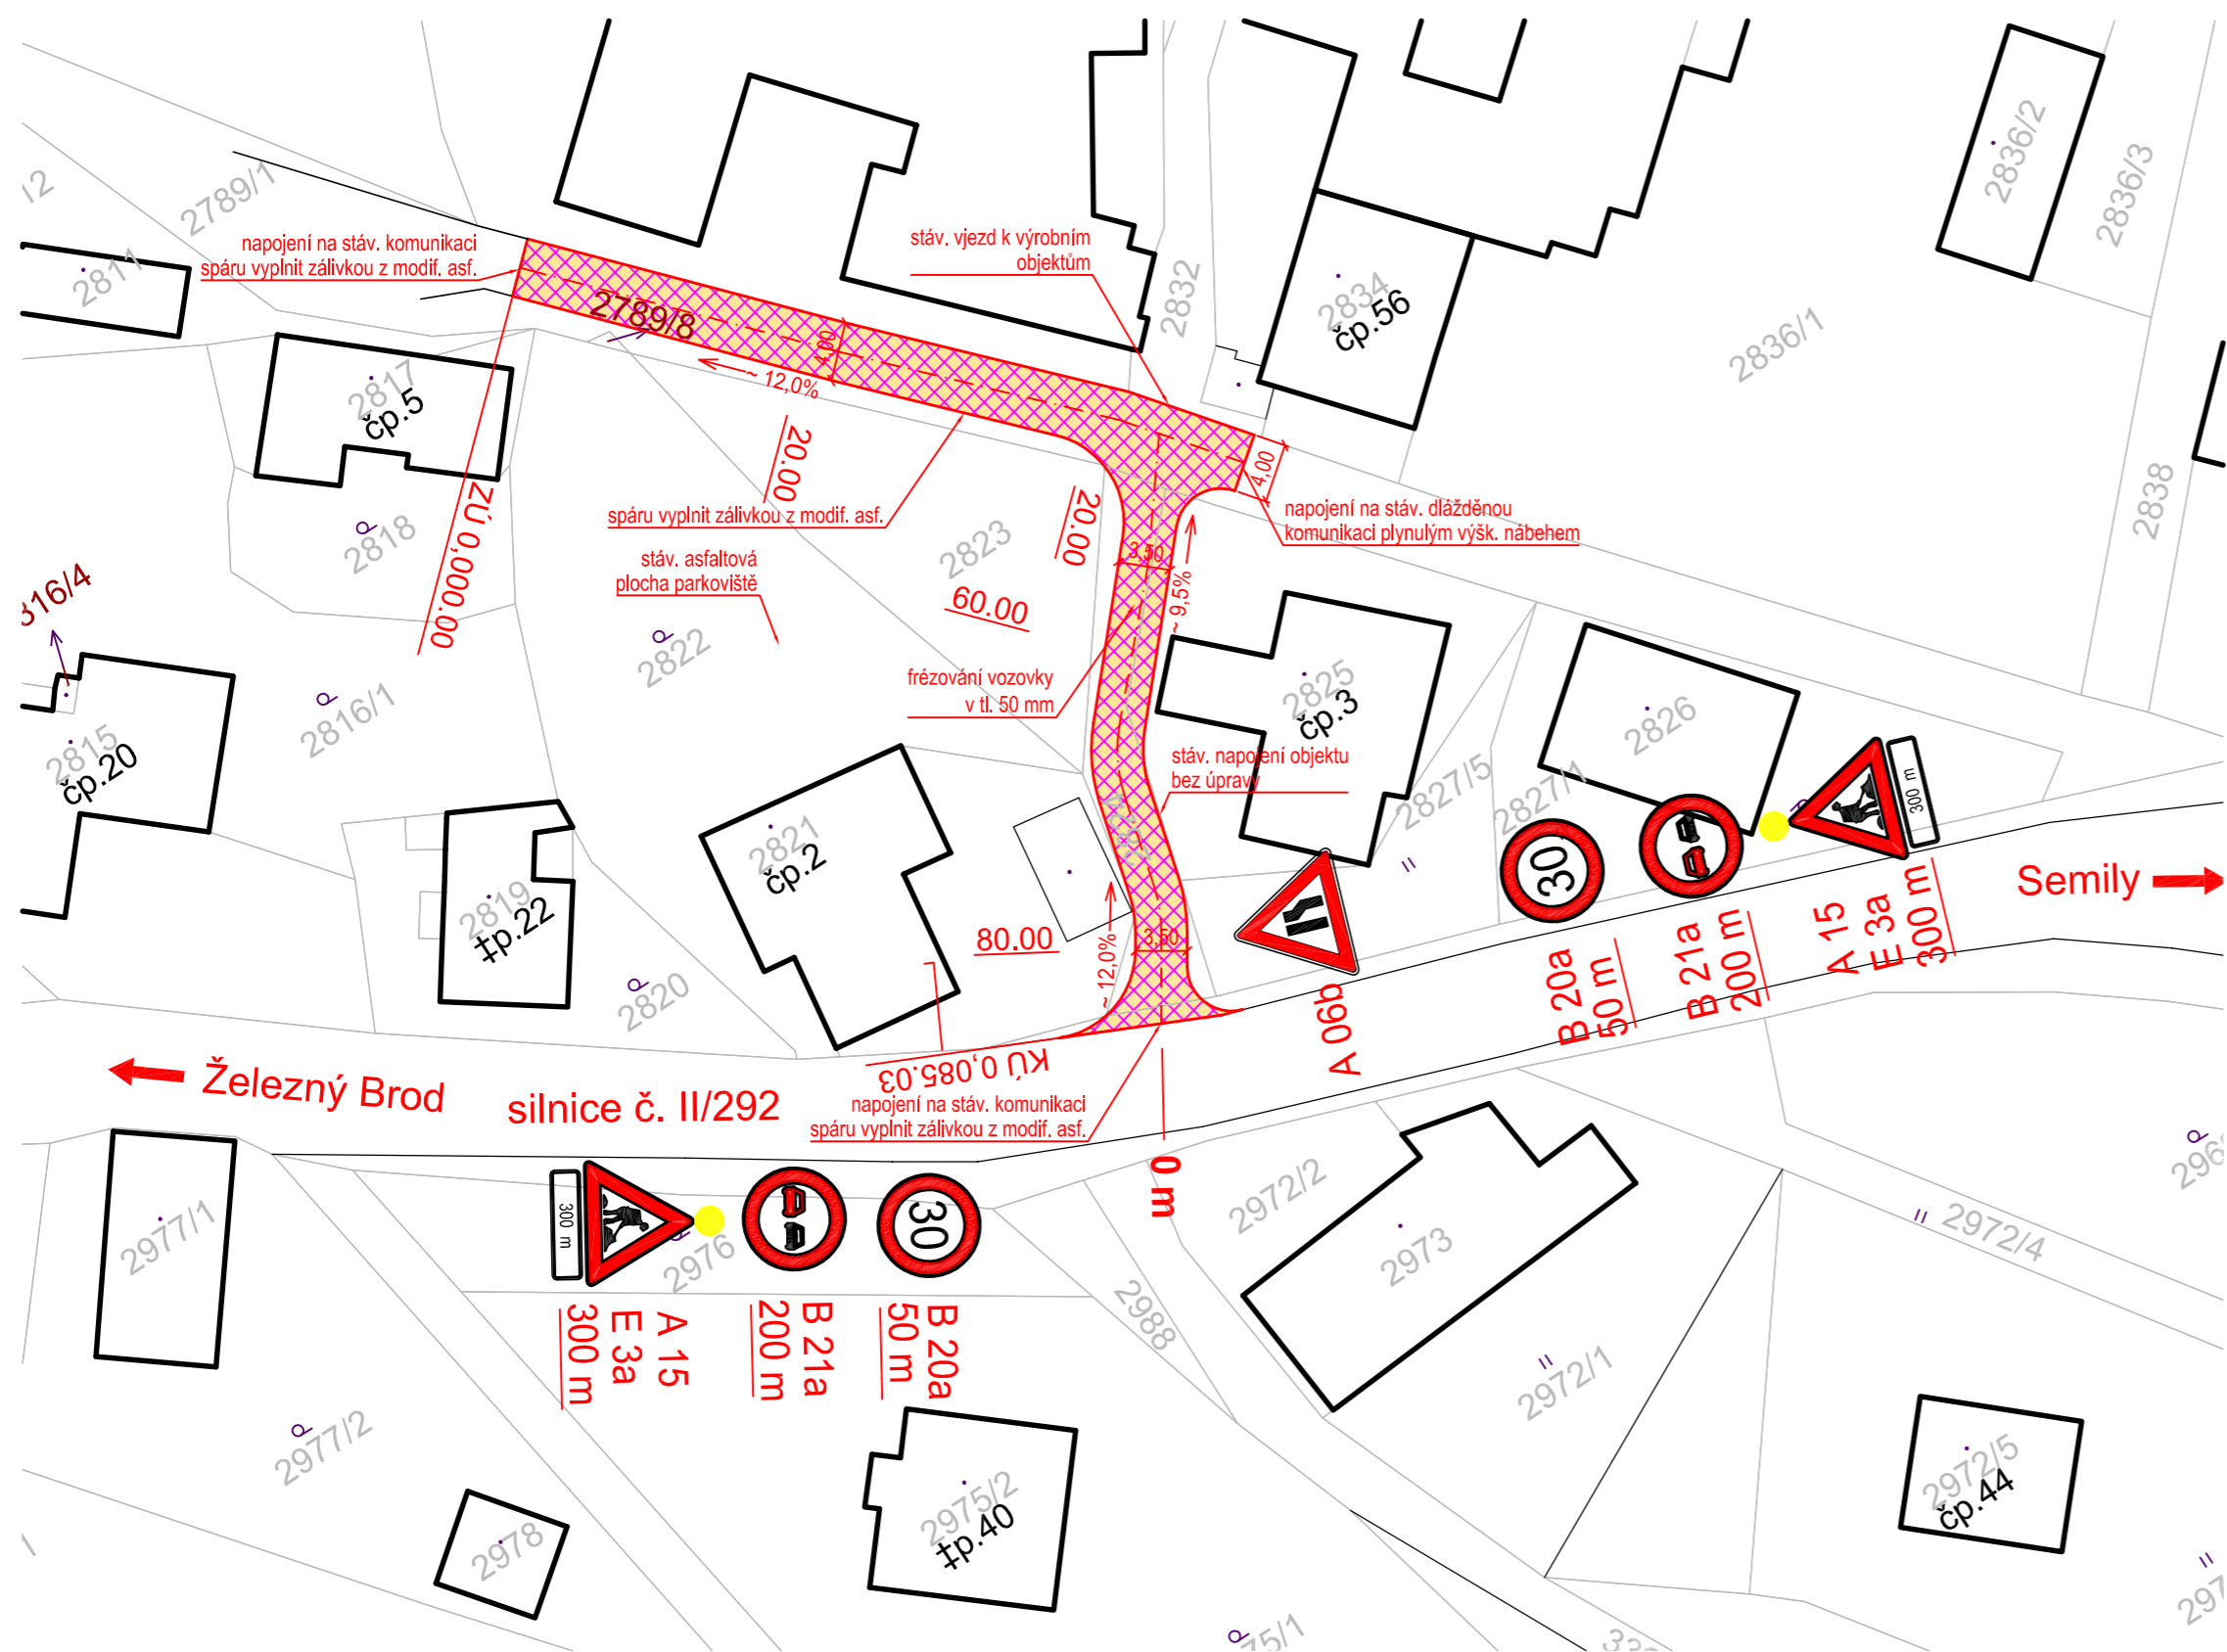 2789/1
2811
napojení na stáv. komunikaci
spáru vyplnit zálivkou z modif. asf.
2789/8
4,00
~ 12,0%
stáv. vjezd k výrobním
objektům
2832
2834
čp.56
2836/1
2836/2
2836/3
2838
2817
čp.5
2818
ZÚ 0,000.00
20.00
spáru vyplnit zálivkou z modif. asf.
stáv. asfaltová
plocha parkoviště
2823
20.00
60.00
3,50
~ 9,5%
4,00
napojení na stáv. dlážděnou
komunikaci plynulým výšk. náběhem
816/4
2815
čp.20
2816/1
2822
frézování vozovky
v tl. 50 mm
2825
čp.3
stáv. napojení objektu
bez úpravy
2826
2827/5
2827/1
2819
‡p.22
2820
2821
čp.2
80.00
~ 12,0%
3,50
30
300 m
Semily
A 06b
B 20a
50 m
B 21a
200 m
A 15
E 3a
300 m
Železný Brod
silnice č. II/292
KÚ 0,085.03
napojení na stáv. komunikaci
spáru vyplnit zálivkou z modif. asf.
0 m
2977/1
300 m
2976
30
A 15
E 3a
300 m
B 21a
200 m
B 20a
50 m
2988
2972/2
2973
2972/4
2972/1
2972/5
čp.44
2977/2
2978
2975/2
‡p.40
75/1